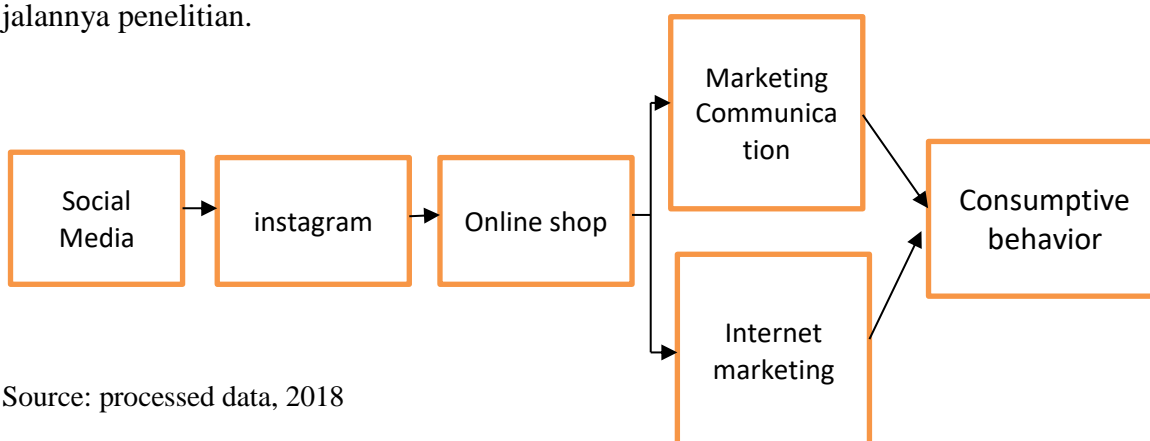 jalannya penelitian.
Social
Media
instagram
Online shop
Marketing
Communica
tion
Internet
marketing
Consumptive
behavior
Source: processed data, 2018